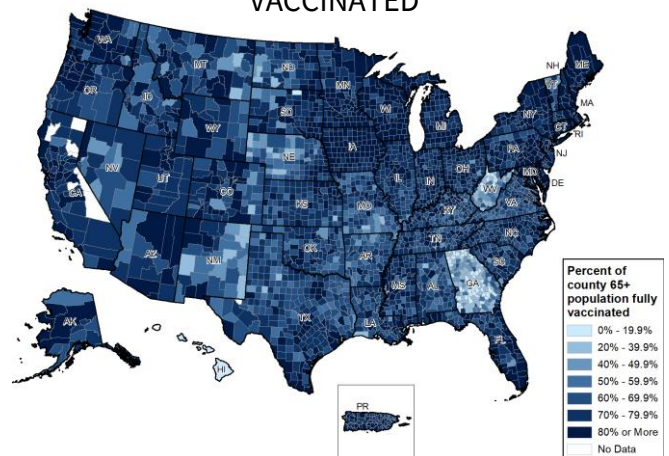 VACCINATED
WA
MT
ND
MN
ME
NH
VT
OR
ID
SD
WI
MI
NY
MA
CT
RI
WY
IA
PA
NJ
NV
NE
OH
MD
DE
UT
CO
IL
IN
WV
VA
CA
KS
MO
KY
NC
TN
AZ
NM
OK
AR
SC
MS
AL
GA
TX
LA
FL
AK
HI
PR
Percent of
county 65+
population fully
vaccinated
0% - 19.9%
20% - 39.9%
40% - 49.9%
50% - 59.9%
60% - 69.9%
70% - 79.9%
80% or More
No Data